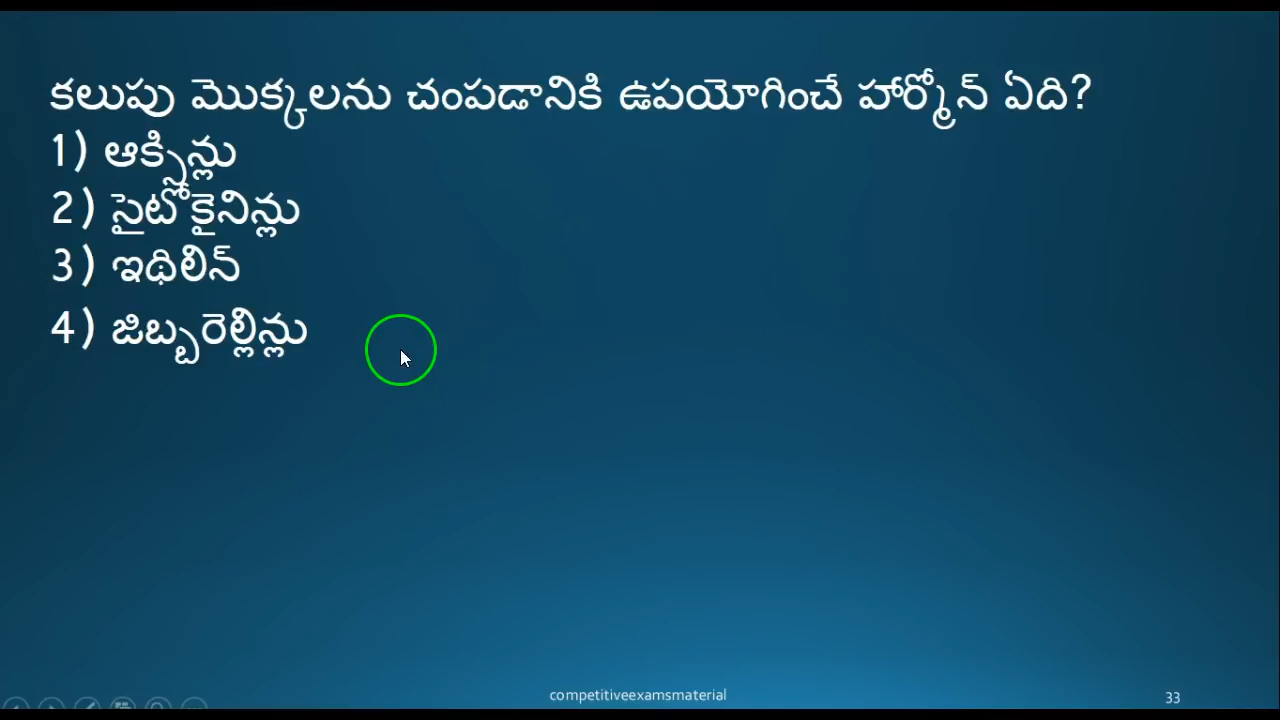 కలుపు మొక్కలను చంపడానికి ఉపయోగించే హార్మోన్ ఏది?
1) ఆక్సిన్లు
2) సైటోకైనిన్లు
3) ఇథిలిన్
4) జిబ్బరెల్లిన్లు
competitiveexamsmaterial
33